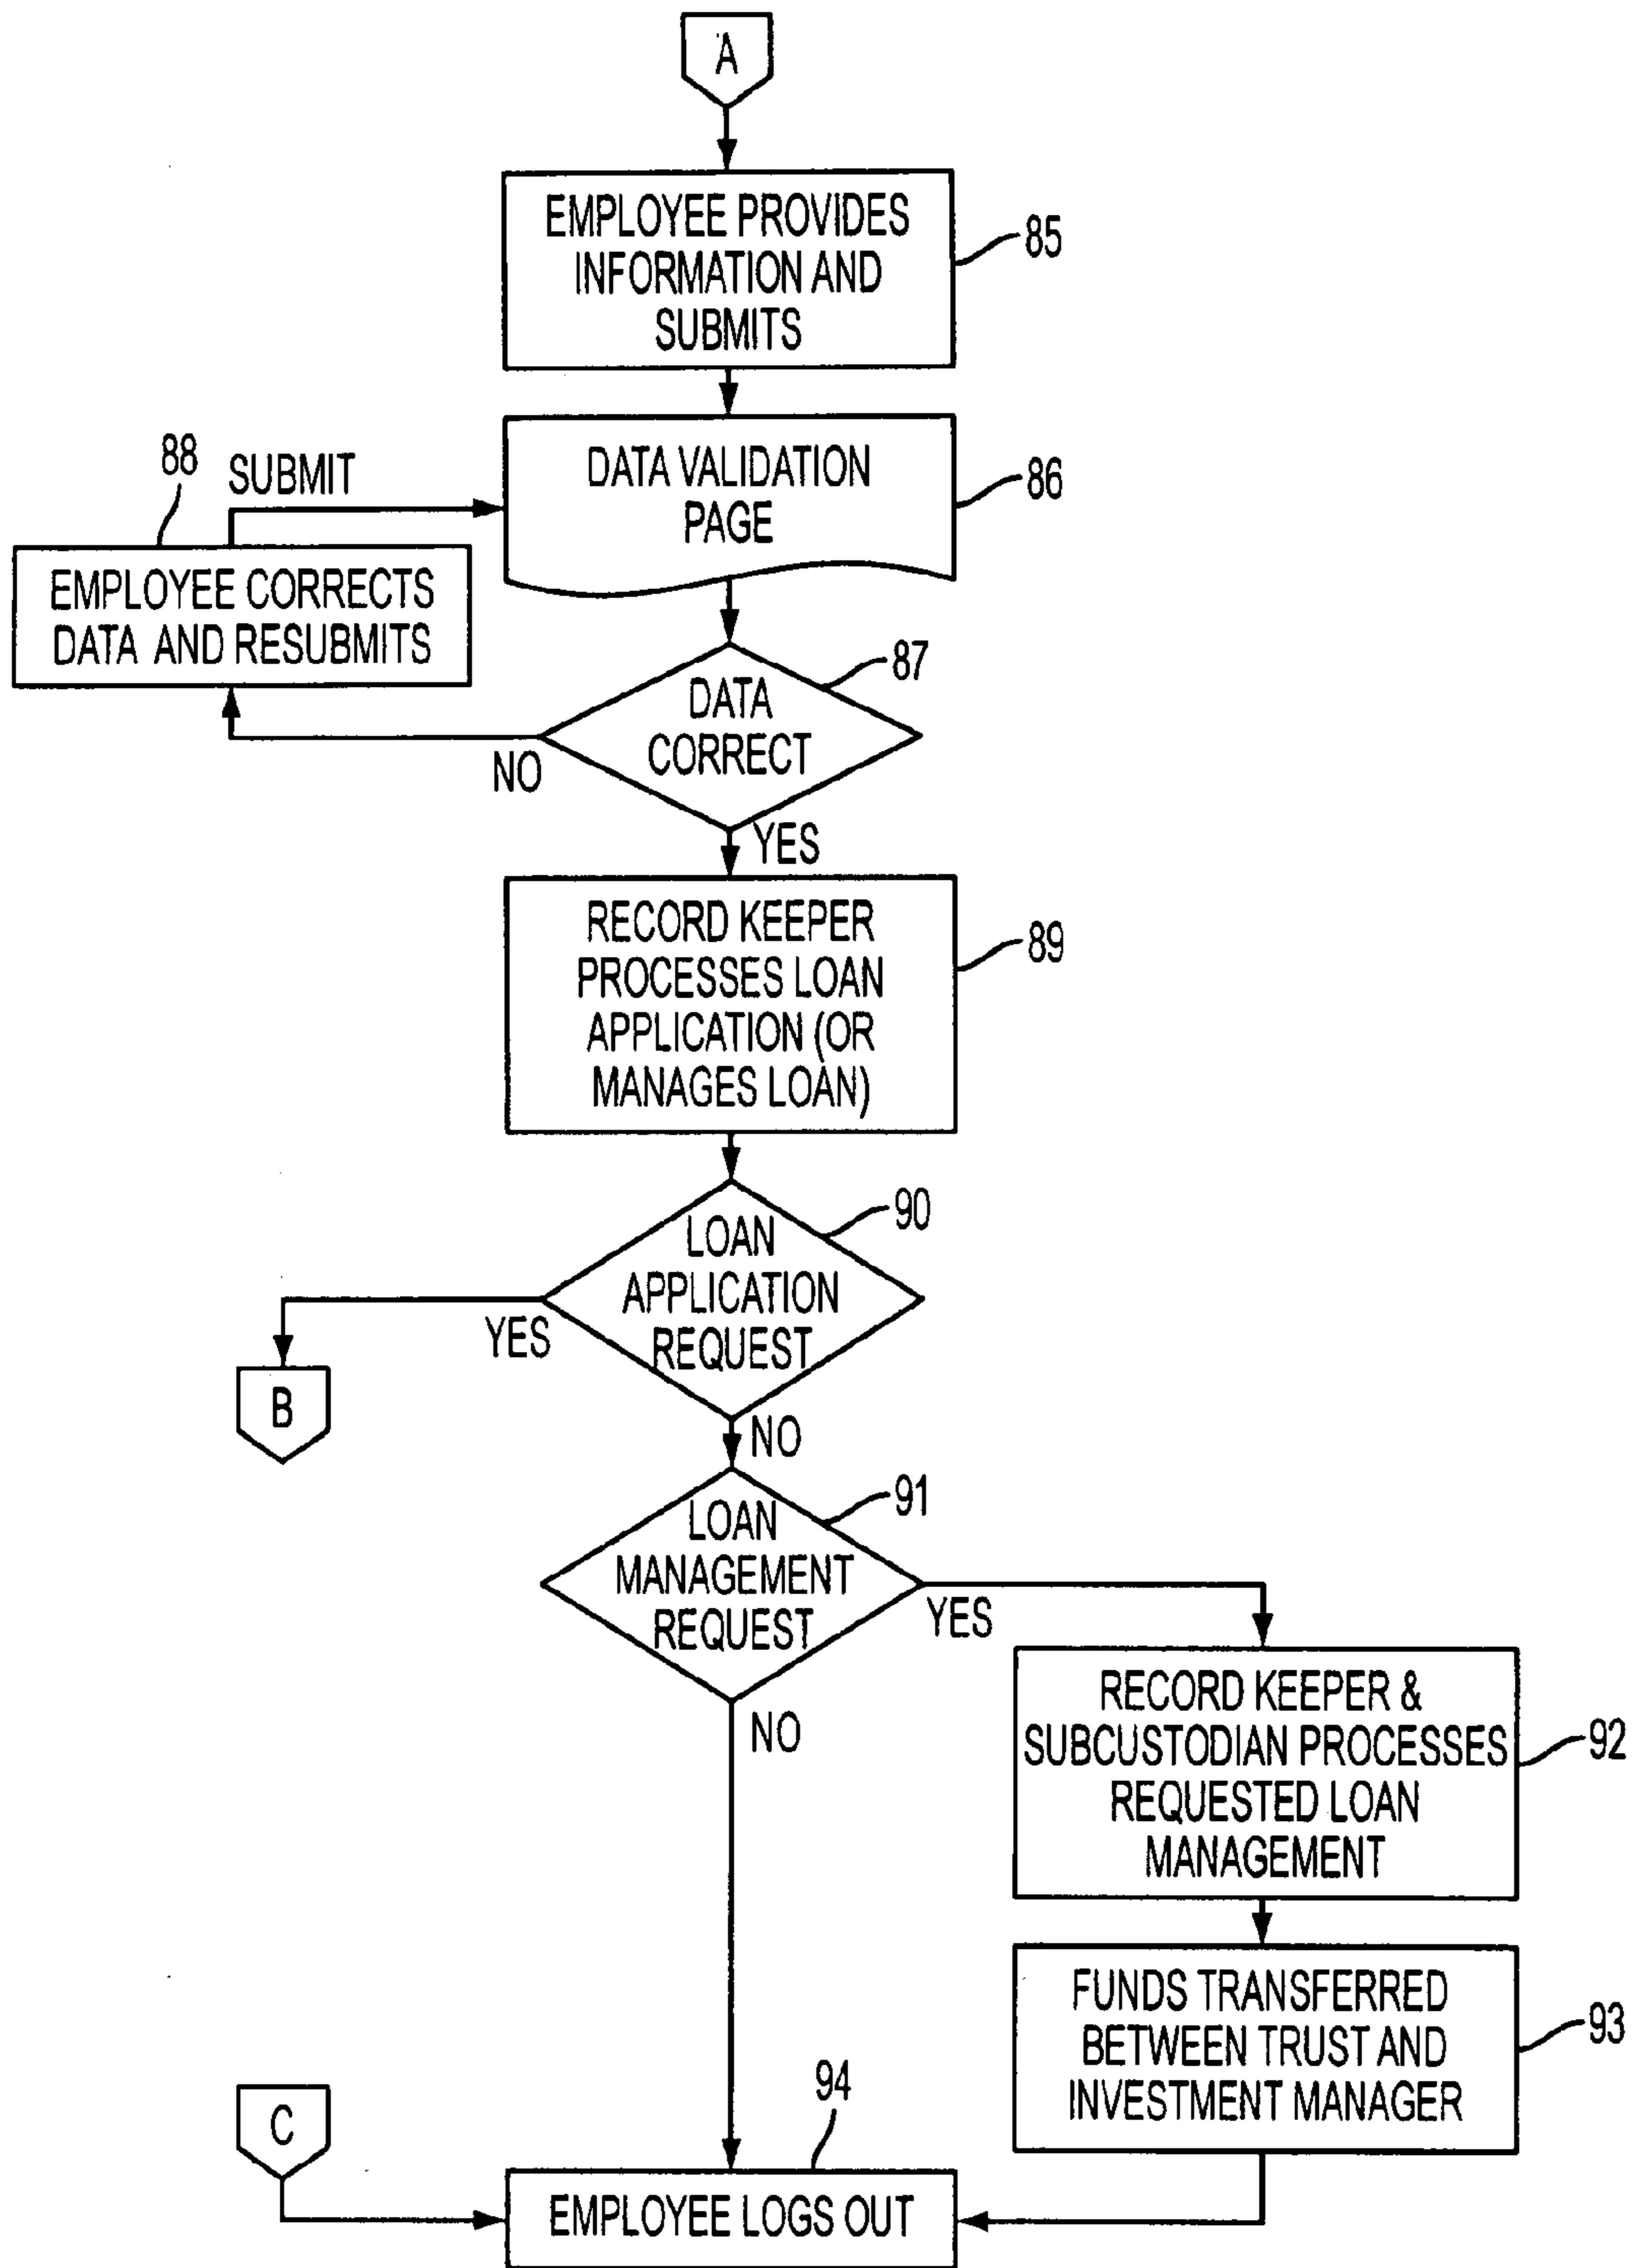 A
EMPLOYEE PROVIDES
INFORMATION AND
SUBMITS
85
88
SUBMIT
DATA VALIDATION
PAGE
86
EMPLOYEE CORRECTS
DATA AND RESUBMITS
87
DATA
CORRECT
NO
YES
RECORD KEEPER
PROCESSES LOAN
APPLICATION (OR
MANAGES LOAN)
89
90
LOAN
APPLICATION
REQUEST
YES
B
NO
91
LOAN
MANAGEMENT
REQUEST
YES
NO
RECORD KEEPER &
SUBCUSTODIAN PROCESSES
REQUESTED LOAN
MANAGEMENT
92
FUNDS TRANSFERRED
BETWEEN TRUST AND
INVESTMENT MANAGER
93
94
C
EMPLOYEE LOGS OUT